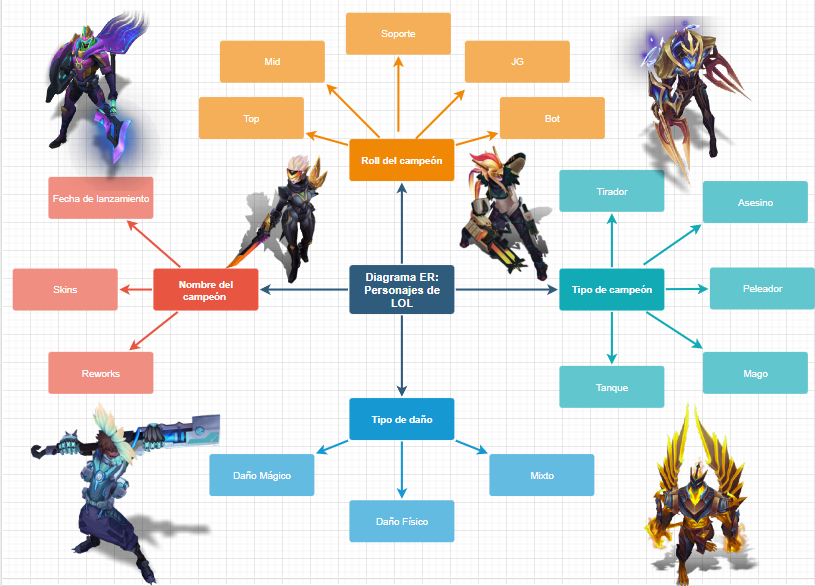 Soporte
Mid
JG
Top
Bot
Roll del campeón
Fecha de lanzamiento
Tirador
Asesino
Skins
Nombre del
campeón
Diagrama ER:
Personajes de
LOL
Tipo de campeón
Peleador
Reworks
Mago
Tanque
Tipo de daño
Daño Mágico
Mixto
Daño Físico